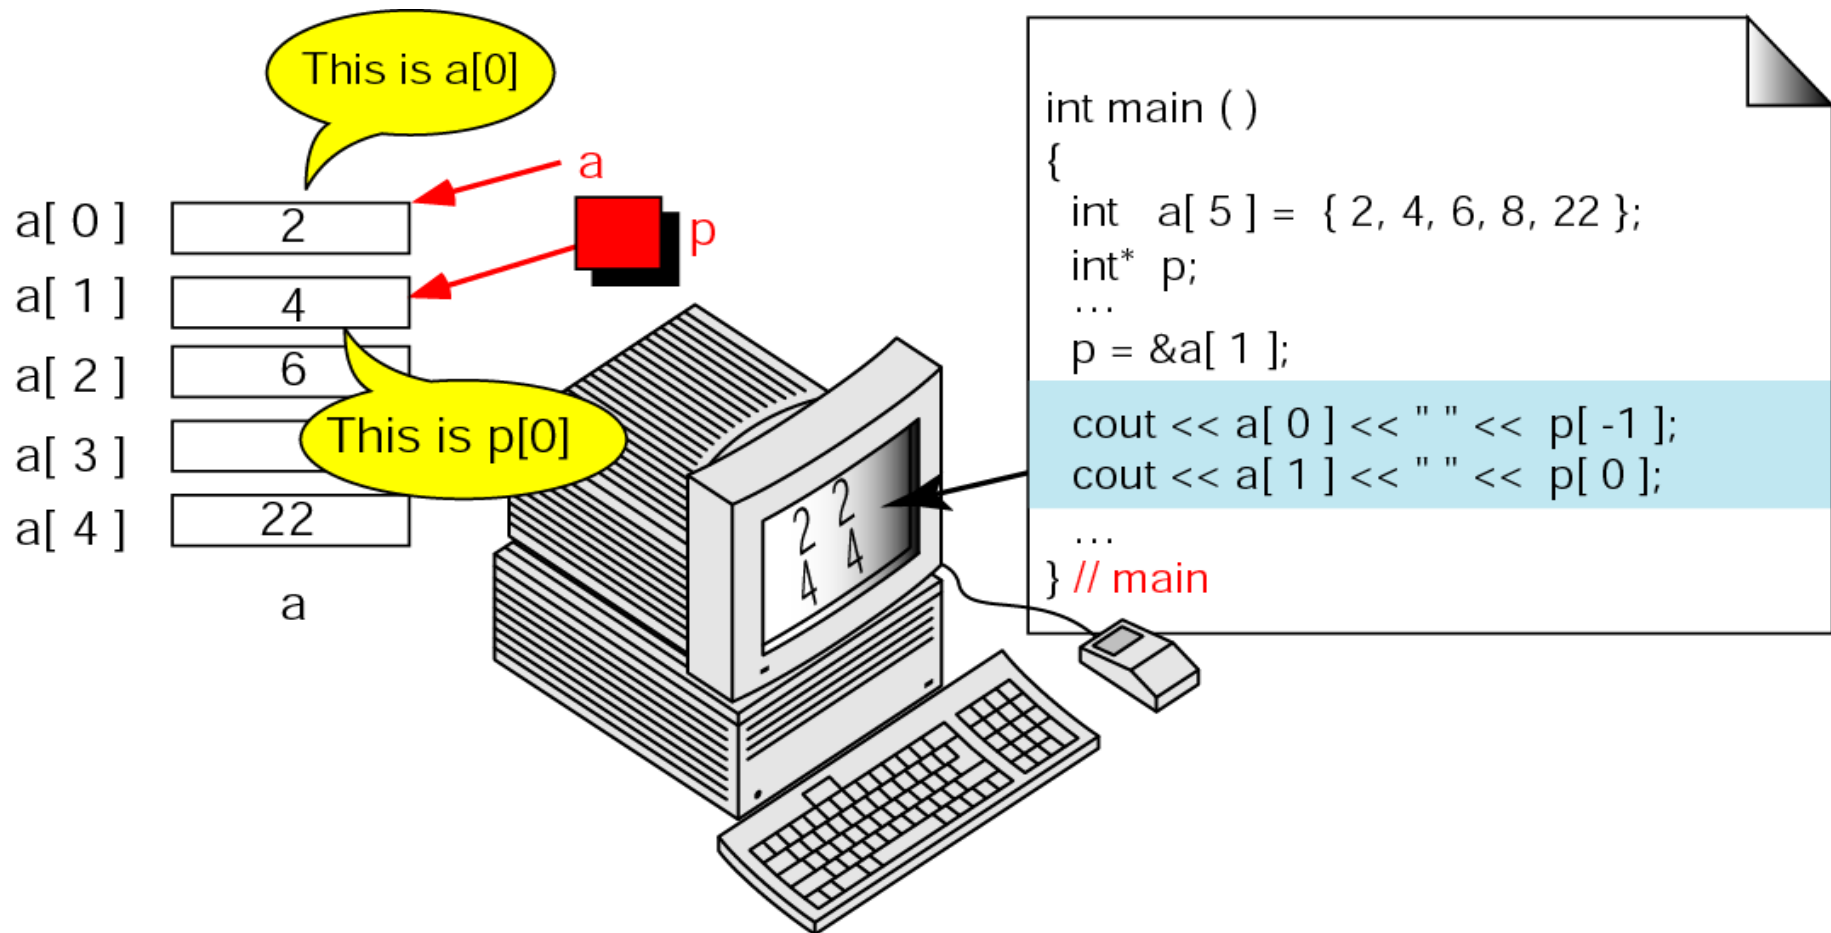 This is a[0]
a
p
a[ 0 ] 2
a[ 1 ] 4
a[ 2 ] 6
This is p[0]
a[ 3 ]
a[ 4 ] 22
a
2 2
4 4
int main ( )
{
int a[ 5 ] = { 2, 4, 6, 8, 22 };
int* p;
...
p = &a[ 1 ];
cout << a[ 0 ] << " " << p[ -1 ];
cout << a[ 1 ] << " " << p[ 0 ];
...
} // main